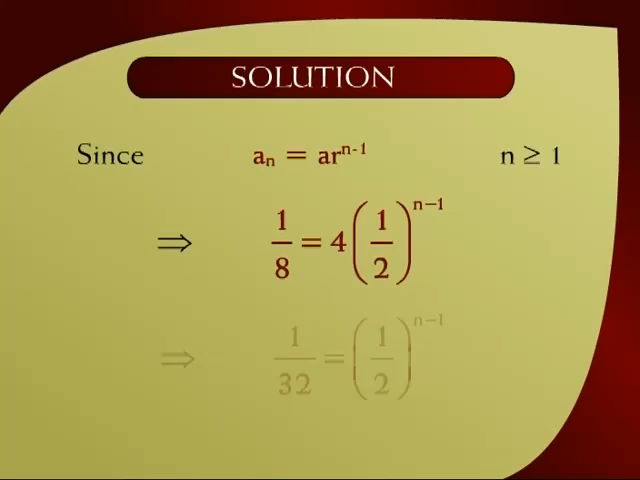 SOLUTION
Since aₙ = arⁿ⁻¹ n ≥ 1
⇒ 1/8 = 4(1/2)ⁿ⁻¹
⇒ 1/32 = (1/2)ⁿ⁻¹